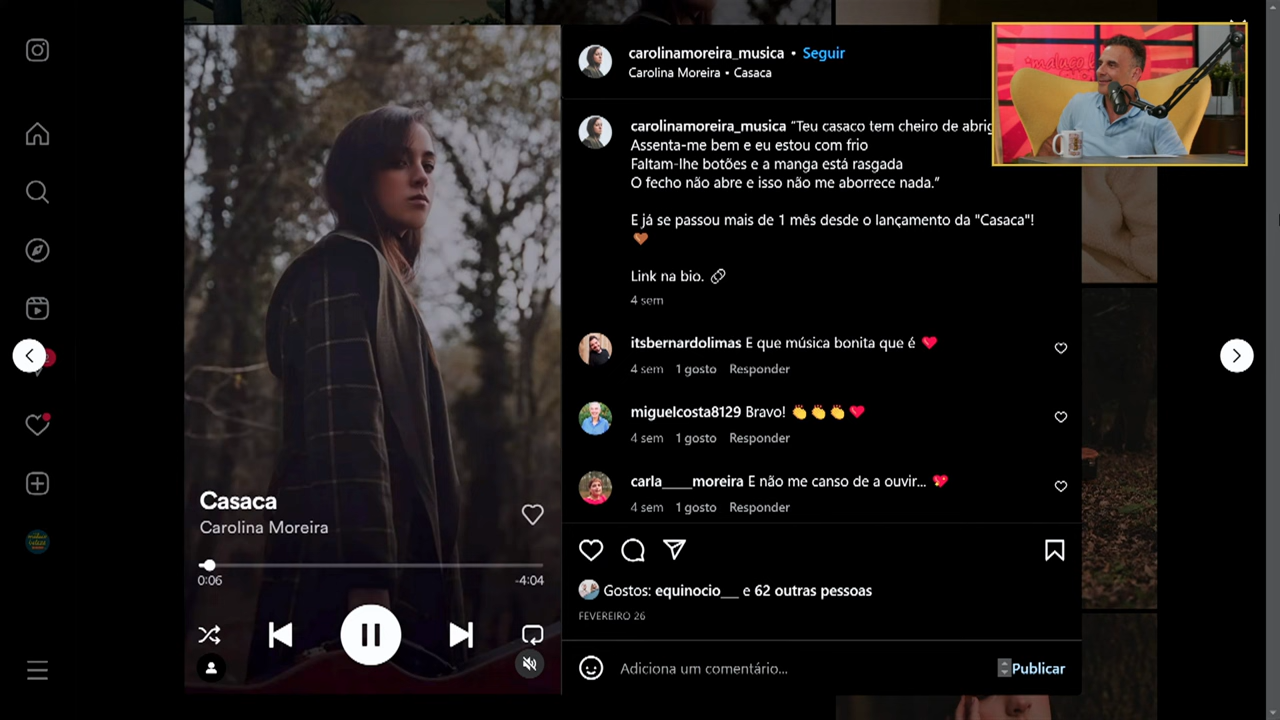 carolinamoreira_musica • Seguir
Carolina Moreira • Casaca
carolinamoreira_musica “Teu casaco tem cheiro de
Assenta-me bem e eu estou com frio
Faltam-lhe botões e a manga está rasgada
O fecho não abre e isso não me aborrece nada.”
E já se passou mais de 1 mês desde o lançamento da "Casaca"!
🤎
Link na bio. 🔗
4 sem
itsbernardolimas E que música bonita que é ❤️
4 sem 1 gosto Responder
miguelcosta8129 Bravo! 👏👏👏❤️
4 sem 1 gosto Responder
carla____moreira E não me canso de a ouvir... 💖
4 sem 1 gosto Responder
Gostos: equinocio__ e 62 outras pessoas
FEVEREIRO 26
Adiciona um comentário...
Publicar
Casaca
Carolina Moreira
0:06
-4:04